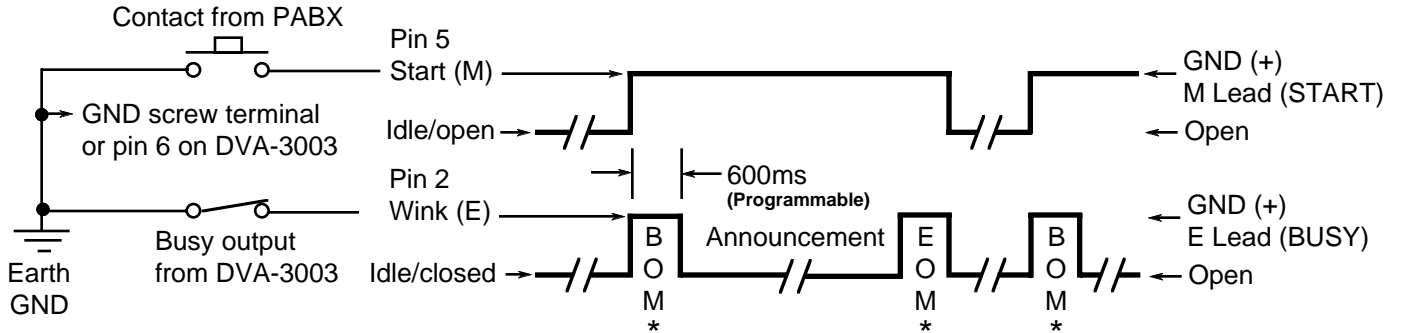 Contact from PABX
Pin 5
Start (M)
GND (+)
M Lead (START)
GND screw terminal
or pin 6 on DVA-3003
Idle/open
Open
Pin 2
Wink (E)
600ms
(Programmable)
GND (+)
E Lead (BUSY)
Busy output
from DVA-3003
B
O
M
*
Announcement
E
O
M
*
B
O
M
*
Idle/closed
Open
Earth
GND